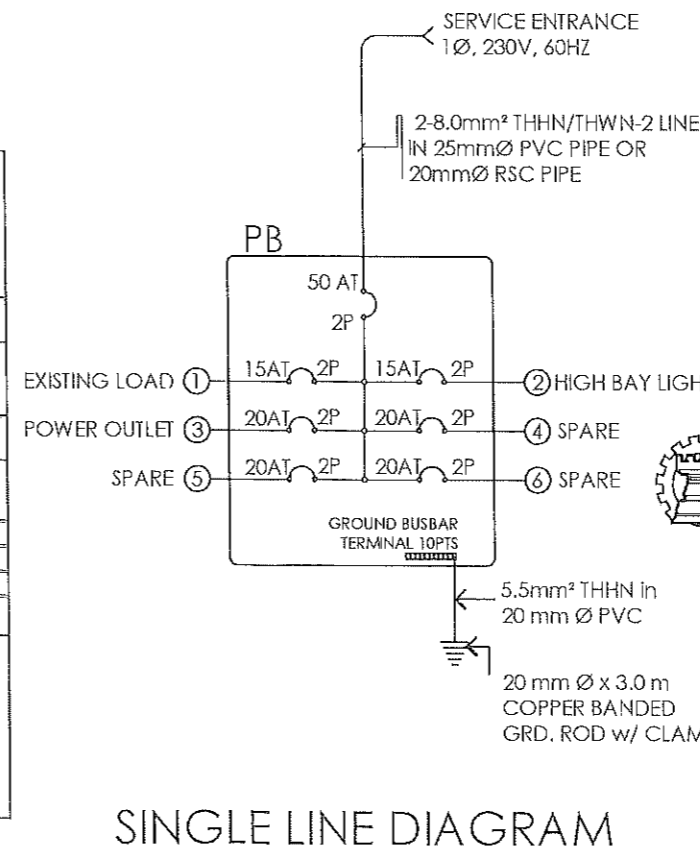 SERVICE ENTRANCE
1Ø, 230V, 60HZ
2-8.0mm² THHN/THWN-2 LINE
IN 25mmØ PVC PIPE OR
20mmØ RSC PIPE
PB
50 AT
2P
EXISTING LOAD 1 15AT 2P 15AT 2P 2 HIGH BAY LIGH
POWER OUTLET 3 20AT 2P 20AT 2P 4 SPARE
SPARE 5 20AT 2P 20AT 2P 6 SPARE
GROUND BUSBAR
TERMINAL 10PTS
5.5mm² THHN in
20 mm Ø PVC
20 mm Ø x 3.0 m
COPPER BANDED
GRD. ROD w/ CLAM
SINGLE LINE DIAGRAM